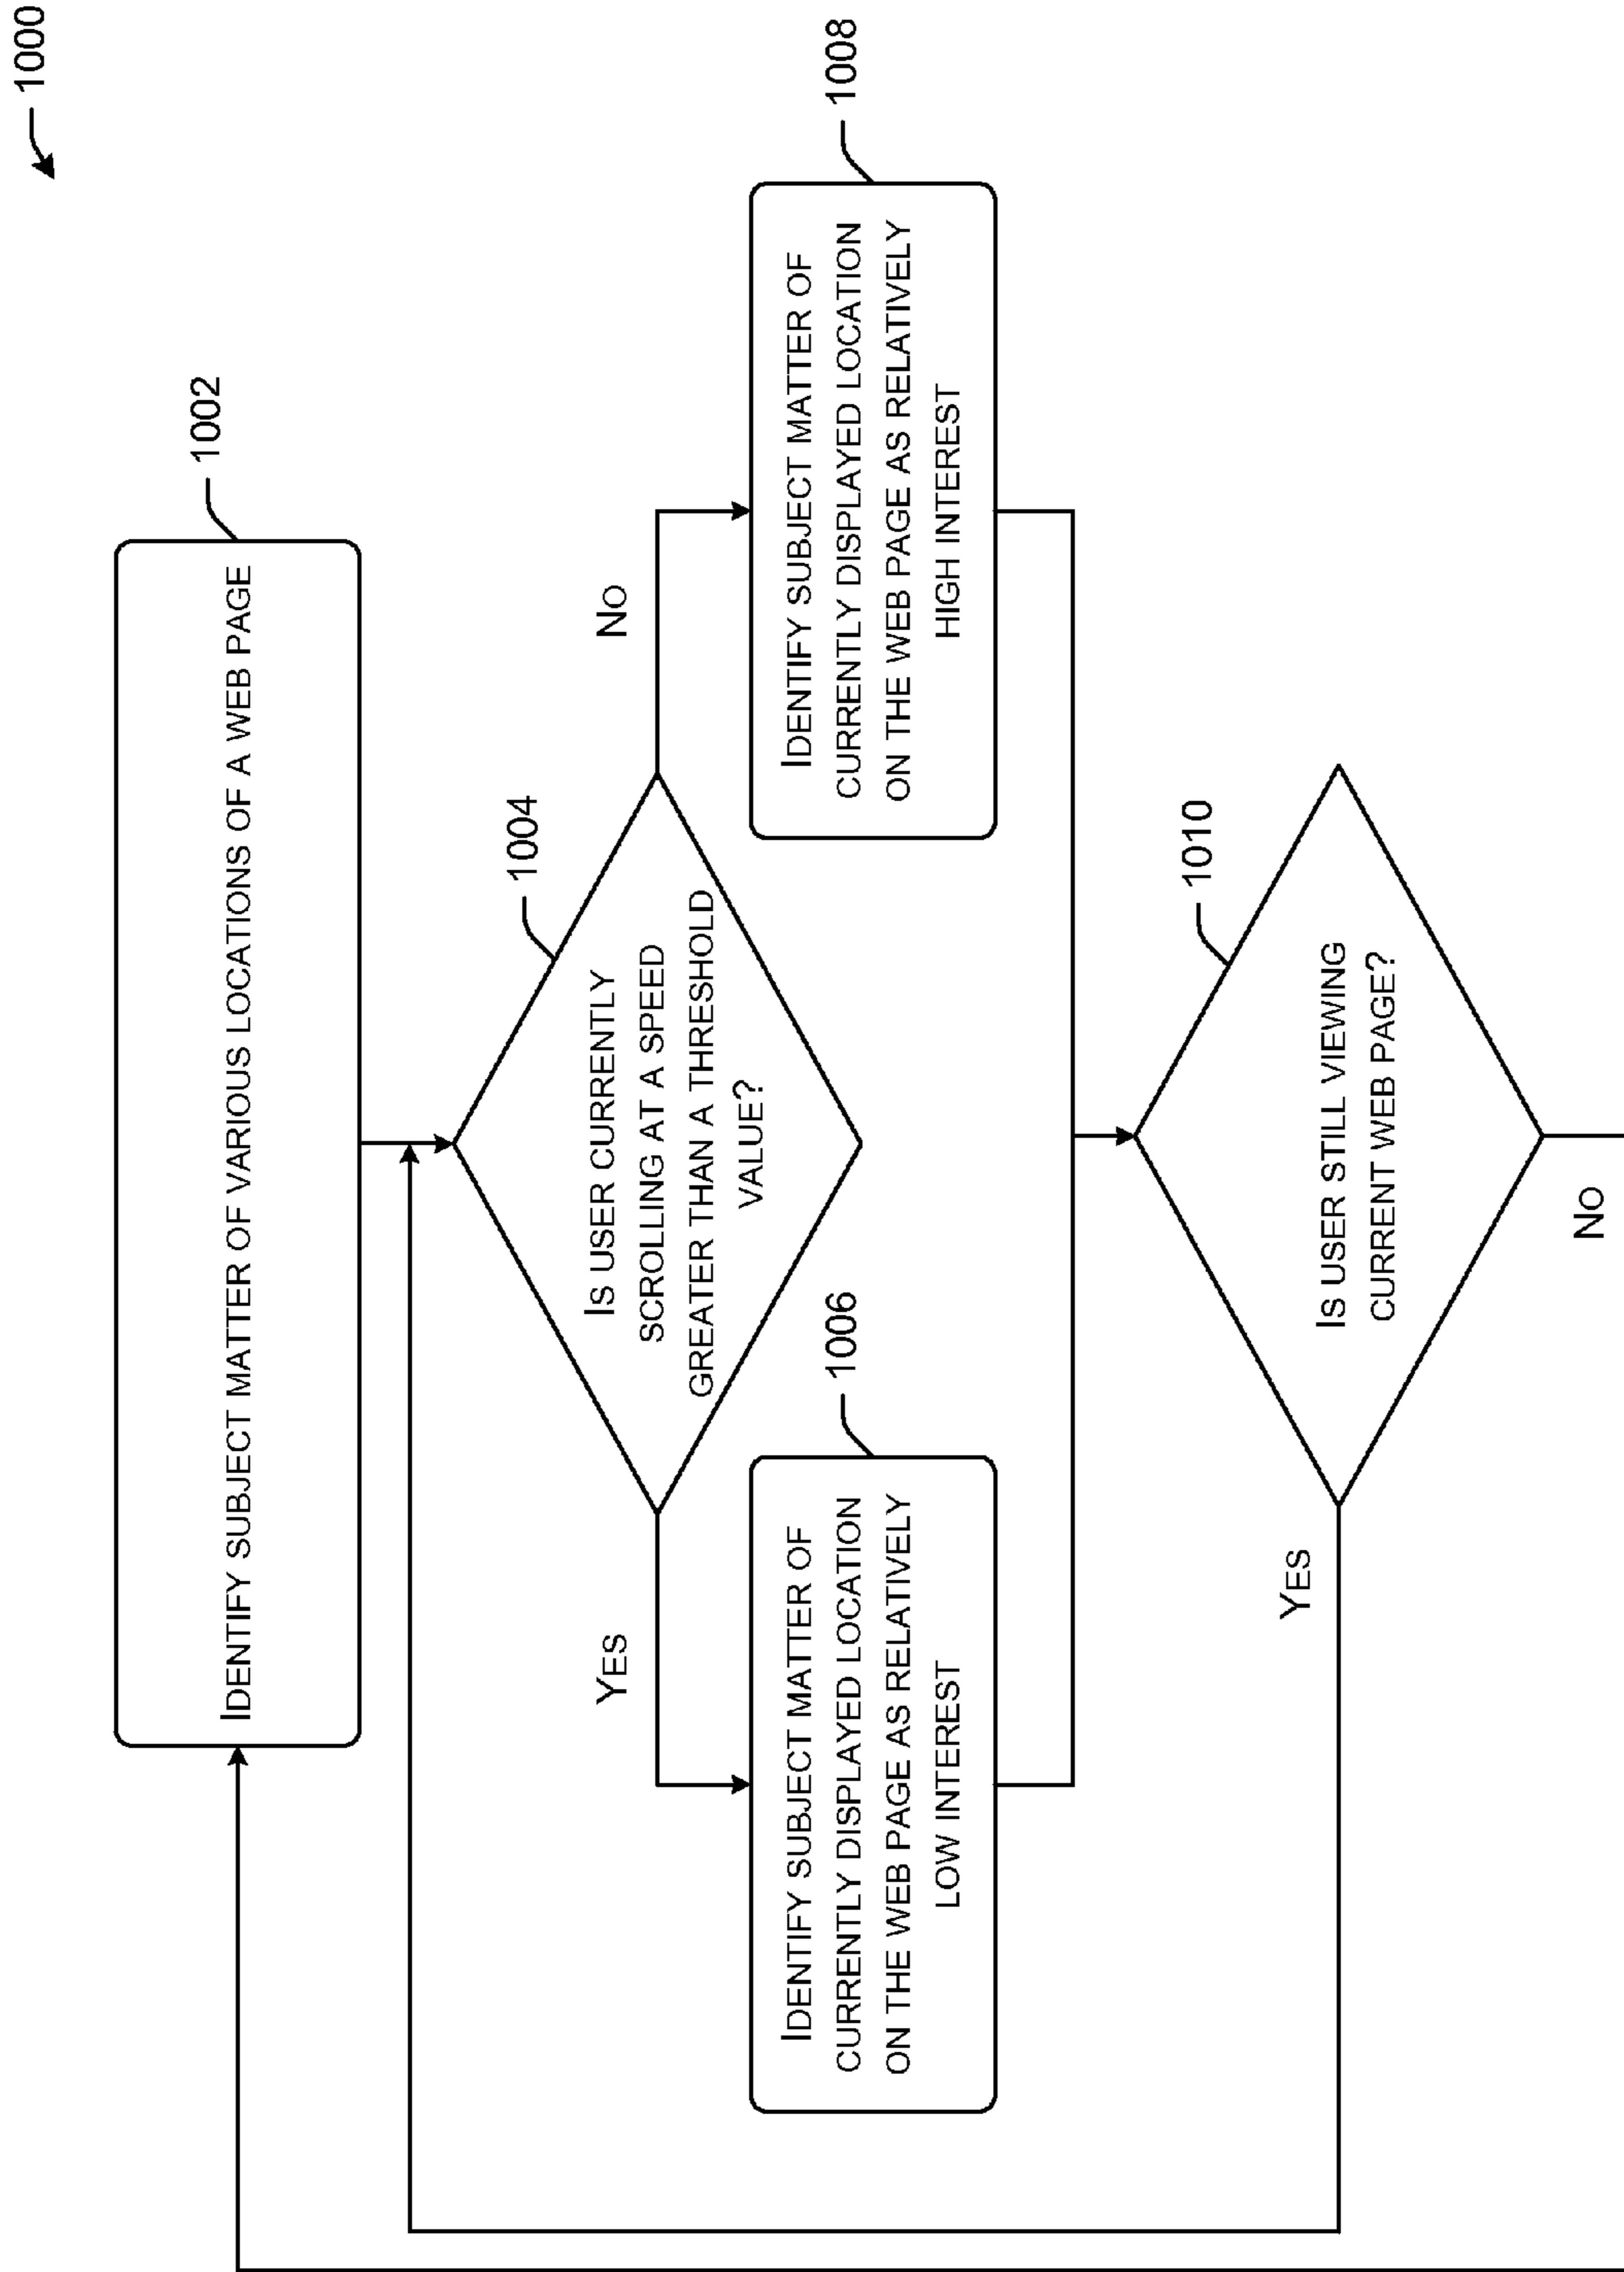 1000
1002
IDENTIFY SUBJECT MATTER OF VARIOUS LOCATIONS OF A WEB PAGE
1004
IS USER CURRENTLY
SCROLLING AT A SPEED
GREATER THAN A THRESHOLD
VALUE?
YES
NO
1006
IDENTIFY SUBJECT MATTER OF
CURRENTLY DISPLAYED LOCATION
ON THE WEB PAGE AS RELATIVELY
LOW INTEREST
1008
IDENTIFY SUBJECT MATTER OF
CURRENTLY DISPLAYED LOCATION
ON THE WEB PAGE AS RELATIVELY
HIGH INTEREST
1010
IS USER STILL VIEWING
CURRENT WEB PAGE?
YES
NO